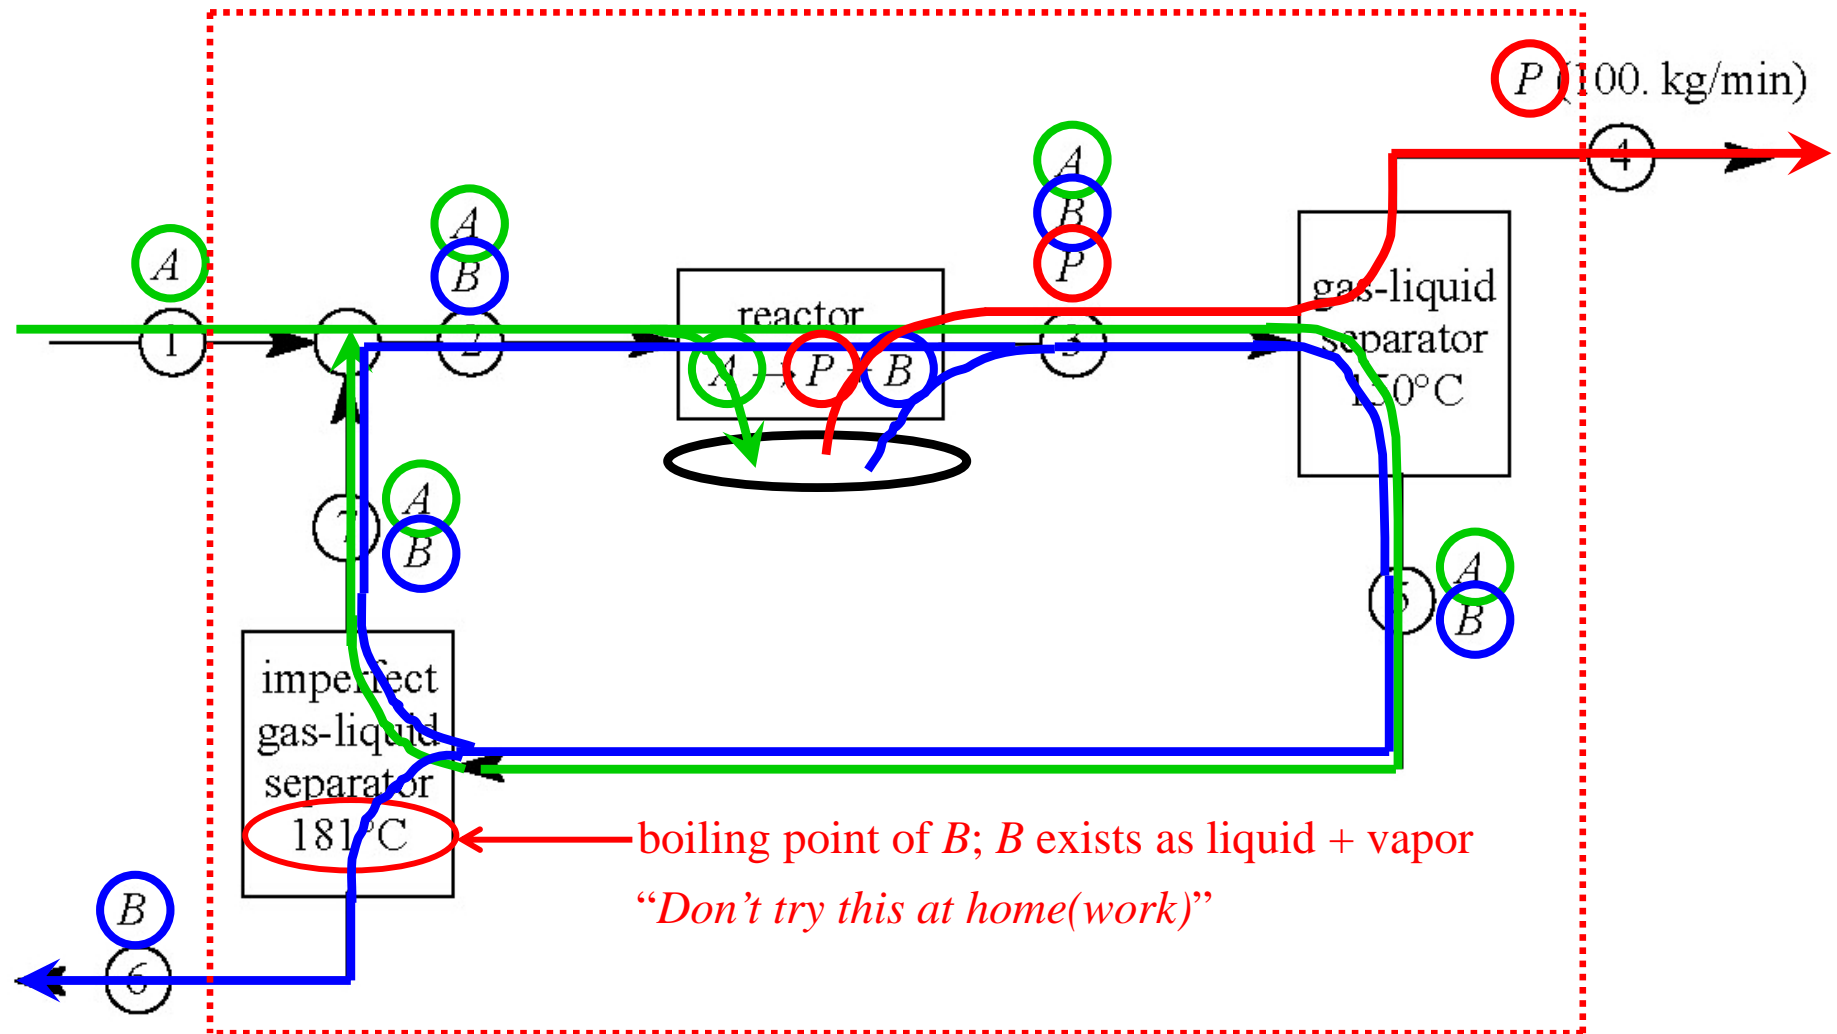 P (100. kg/min)
4
A
B
P
A
B
A
1
2
reactor
A → P + B
3
gas-liquid
separator
150°C
7
A
B
5
A
B
imperfect
gas-liquid
separator
181°C
boiling point of B; B exists as liquid + vapor
“Don’t try this at home(work)”
B
6